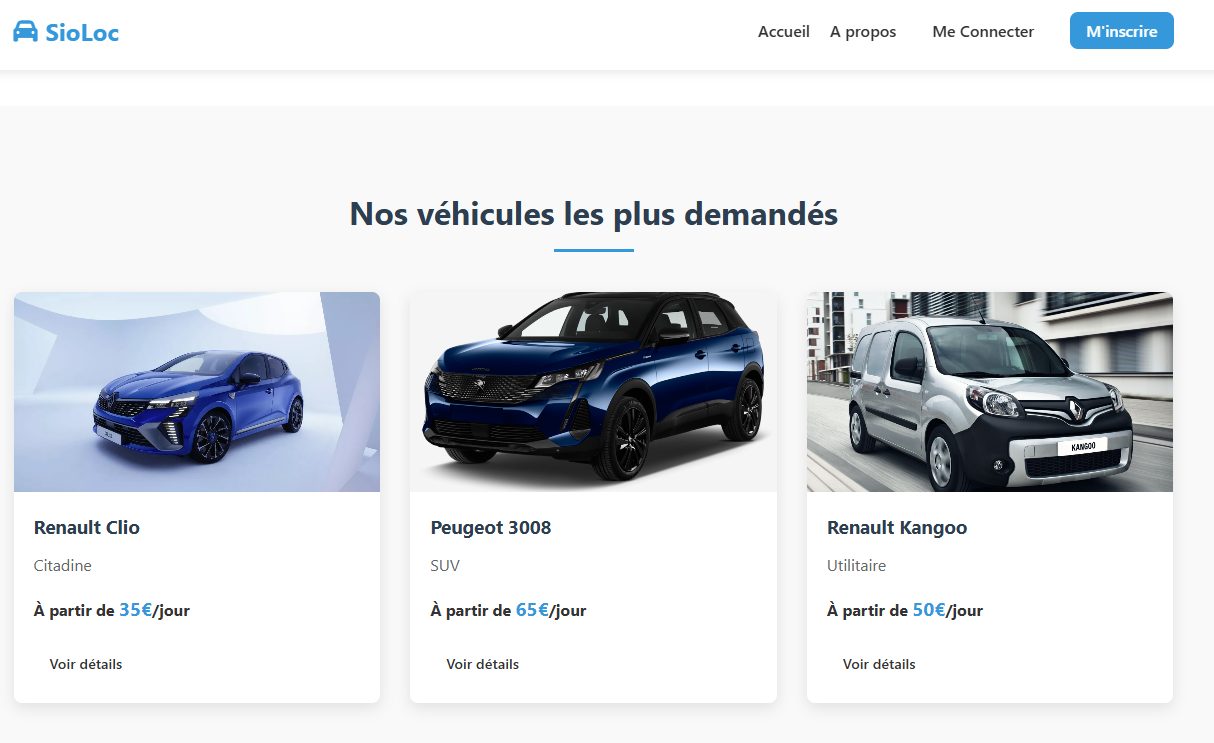 SioLoc
Accueil
A propos
Me Connecter
M'inscrire
Nos véhicules les plus demandés
KANGOO
Renault Clio
Citadine
À partir de 35€/jour
Voir détails
Peugeot 3008
SUV
À partir de 65€/jour
Voir détails
Renault Kangoo
Utilitaire
À partir de 50€/jour
Voir détails